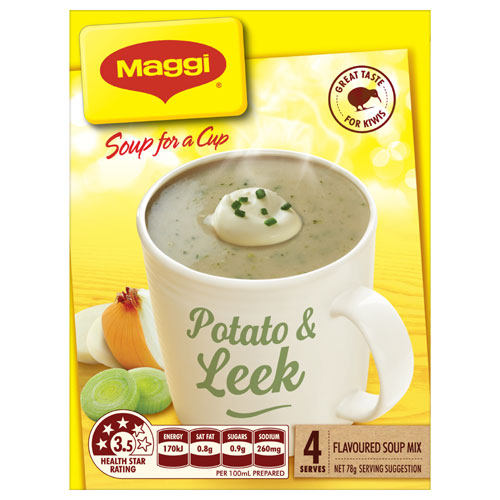 Maggi
®
Soup for a Cup
GREAT TASTE
FOR KIWIS
Potato &
Leek
3.5
HEALTH STAR
RATING
ENERGY
170kJ
SAT FAT
0.8g
SUGARS
0.9g
SODIUM
260mg
PER 100mL PREPARED
4
SERVES
FLAVOURED SOUP MIX
NET 78g SERVING SUGGESTION